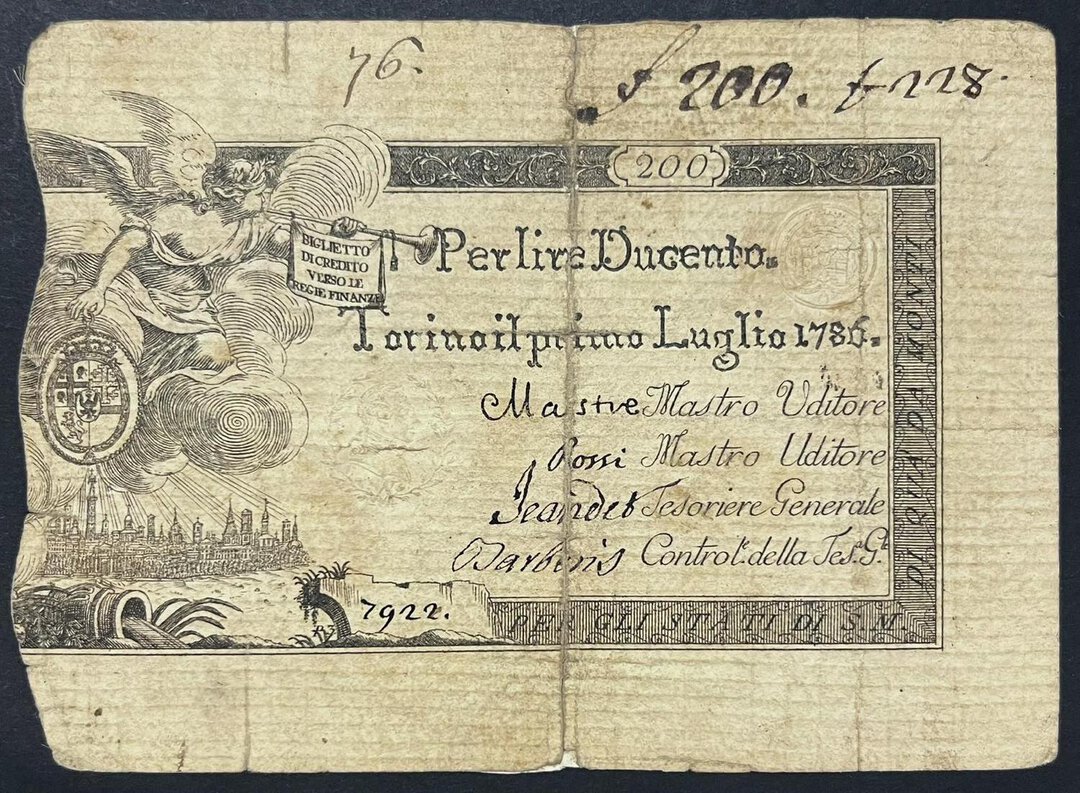 76.
f 200. f 228.
200
BIGLIETTO
DI CREDITO
VERSO LE
REGIE FINANZE
Per lire Ducento.
Torino il primo Luglio 1786.
Mastre Mastro Uditore
Rossi Mastro Uditore
Jeandet Tesoriere Generale
Barberis Control.e della Tes.a G.le
7922.
DI QUA DA MONTI
PER GLI STATI DI S. M.